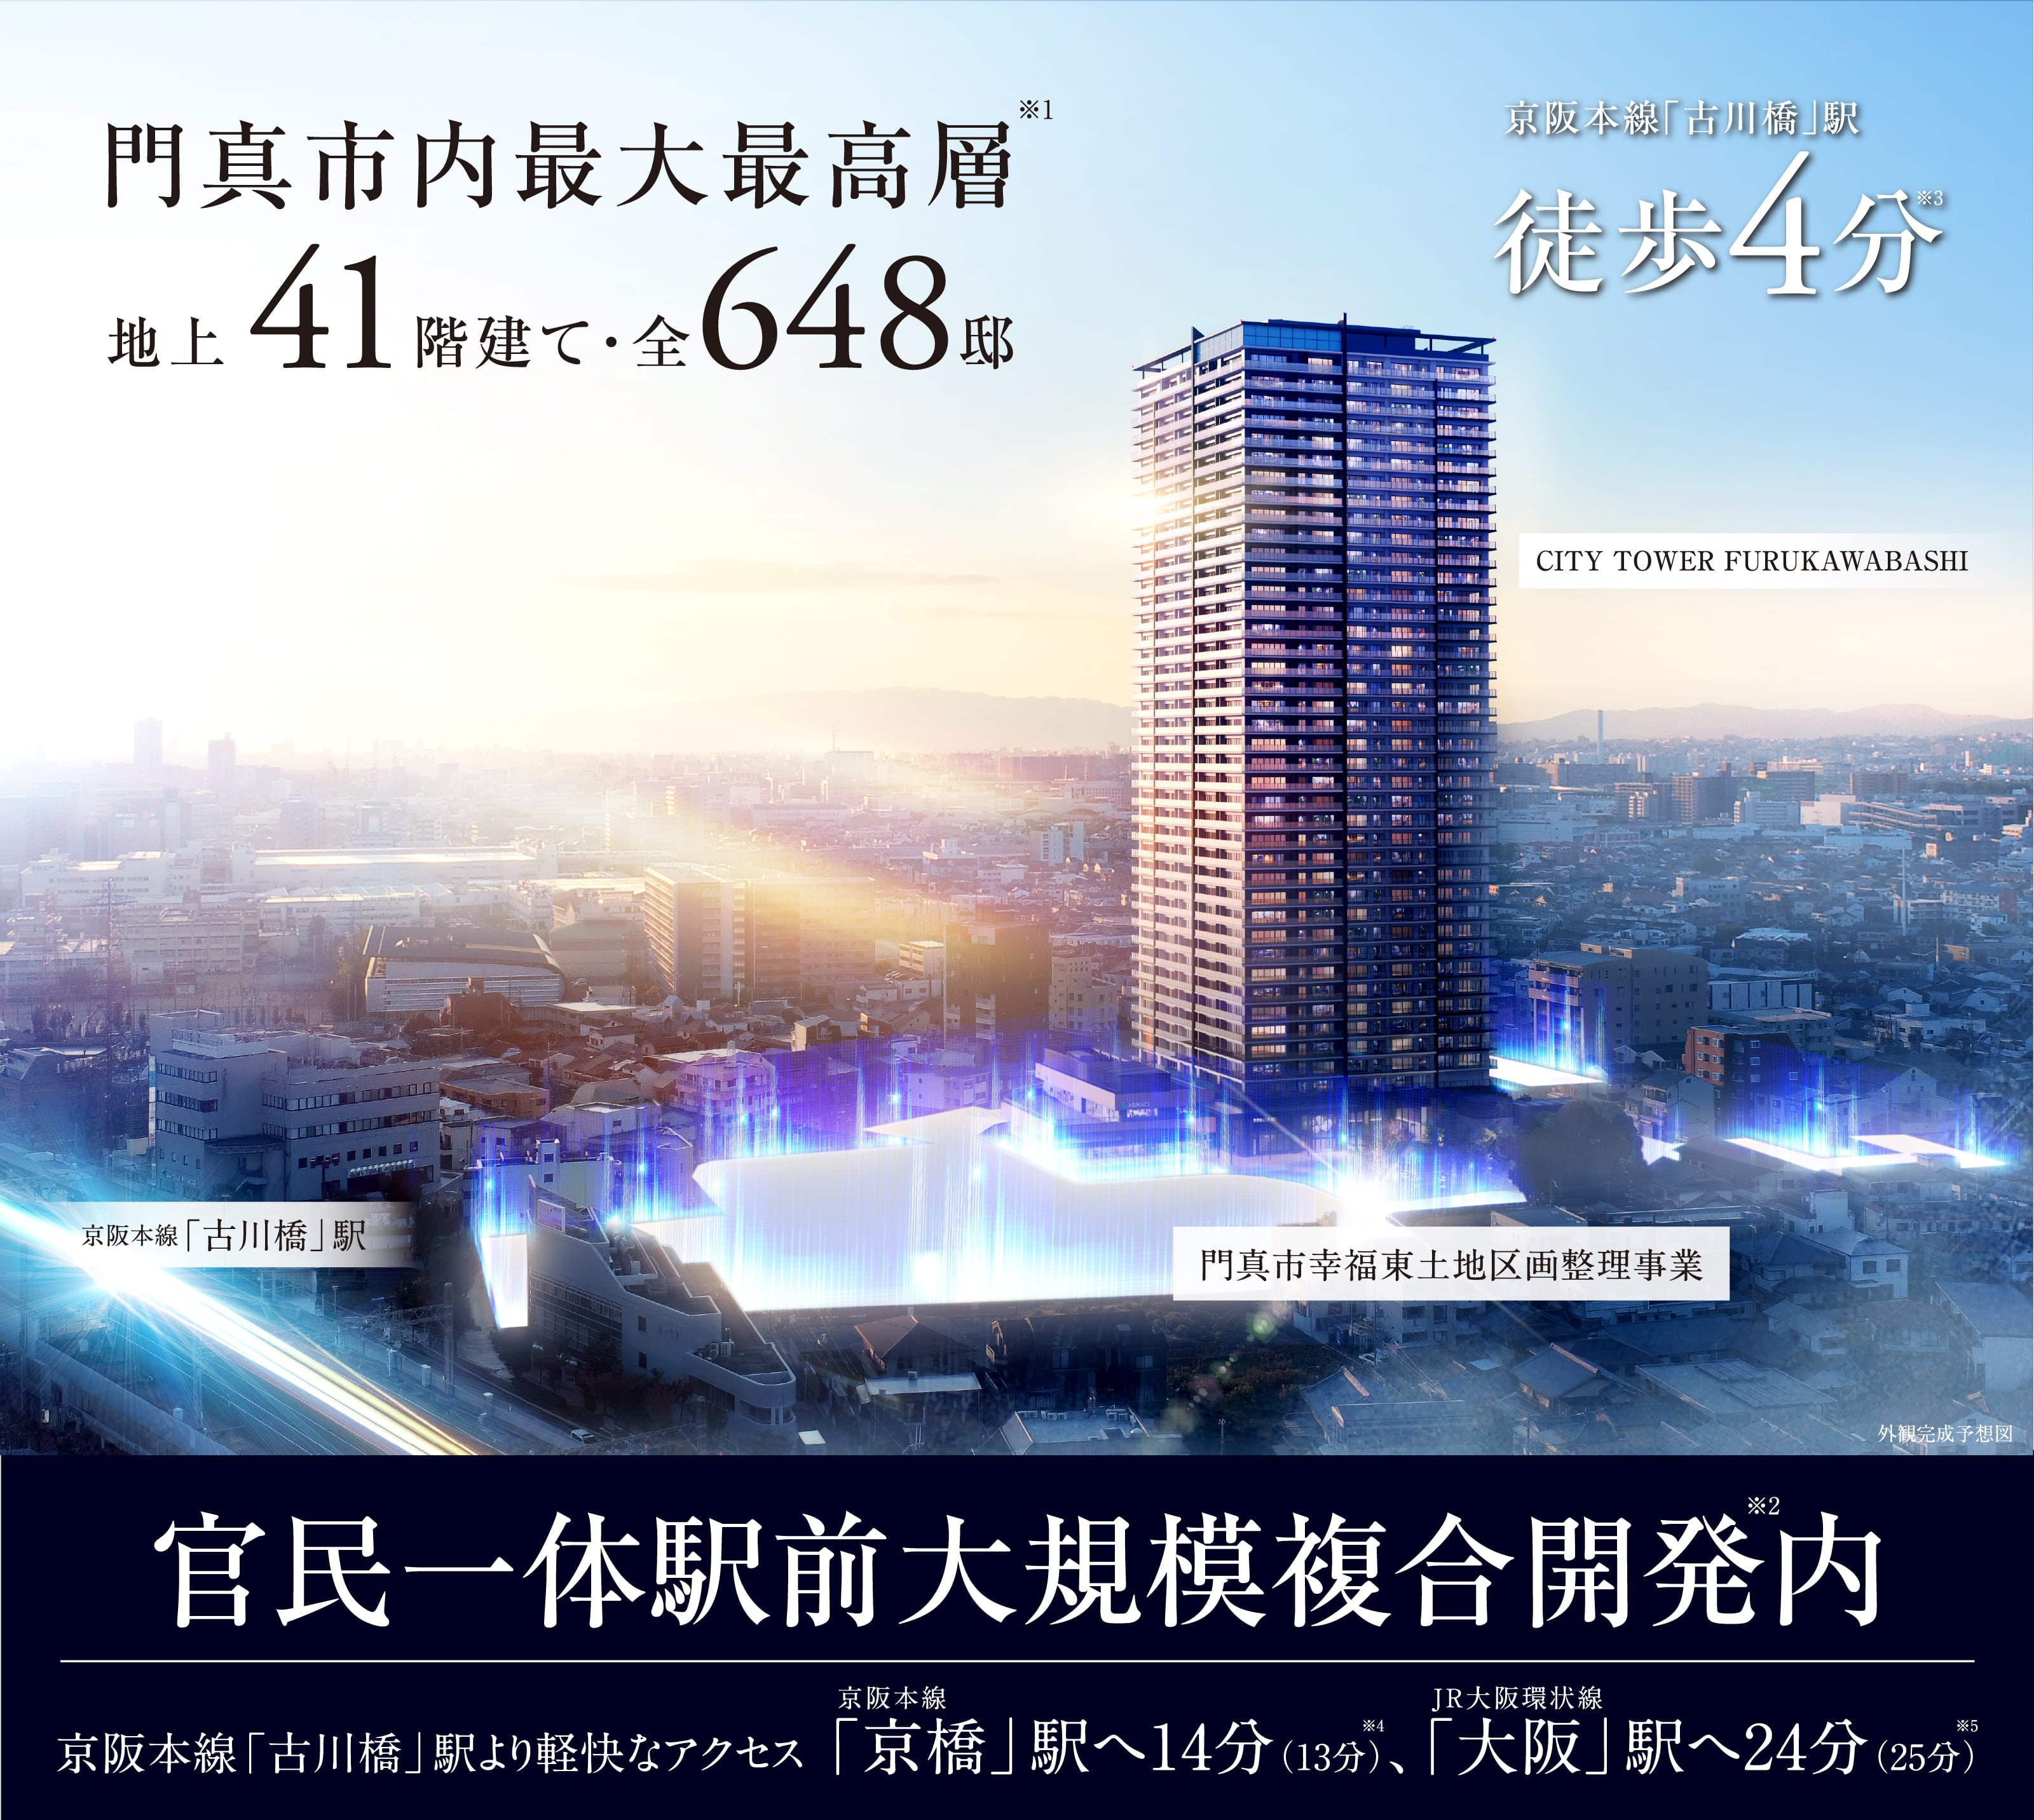 門真市内最大最高層※1
地上41階建て・全648邸
京阪本線「古川橋」駅
徒歩4分※3
CITY TOWER FURUKAWABASHI
京阪本線「古川橋」駅
門真市幸福東土地区画整理事業
外観完成予想図
官民一体駅前大規模複合開発※2内
京阪本線 JR大阪環状線
京阪本線「古川橋」駅より軽快なアクセス 「京橋」駅へ14分(13分)※4、「大阪」駅へ24分(25分)※5